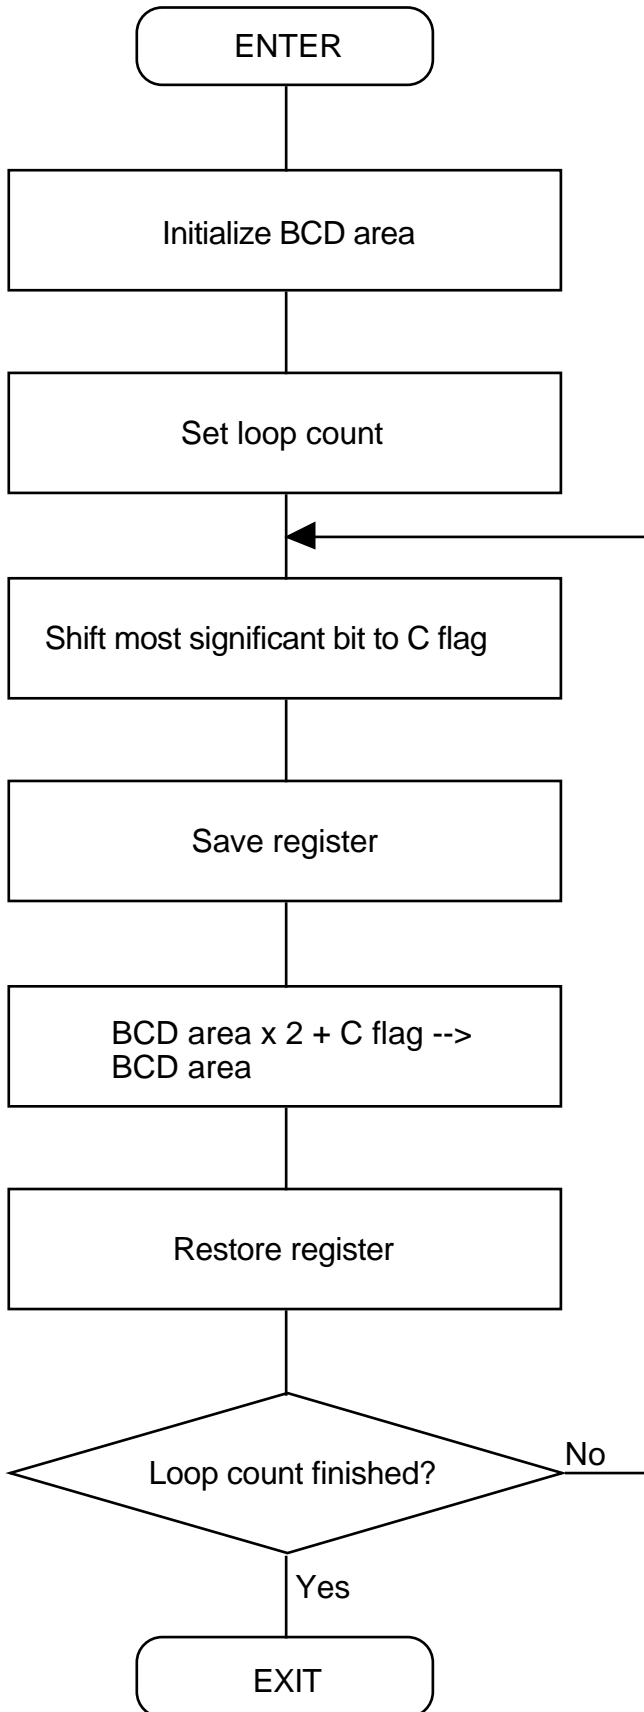 ENTER
Initialize BCD area
Set loop count
Shift most significant bit to C flag
Save register
BCD area x 2 + C flag -->
BCD area
Restore register
Loop count finished?
No
Yes
EXIT